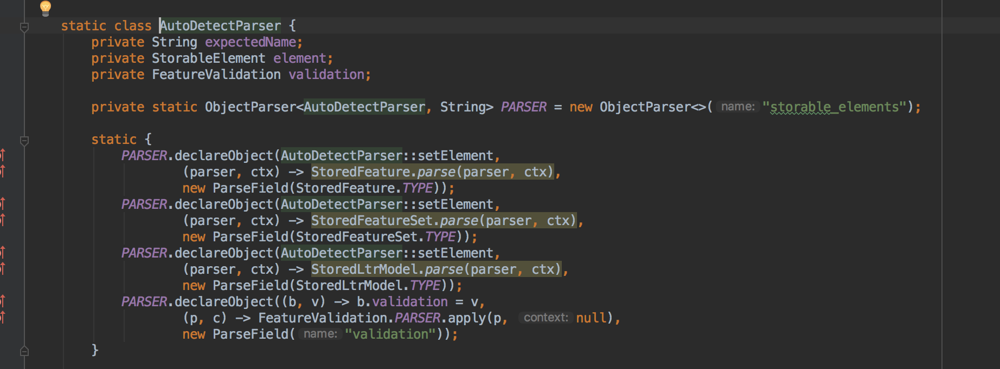 static class AutoDetectParser {
private String expectedName;
private StorableElement element;
private FeatureValidation validation;
private static ObjectParser<AutoDetectParser, String> PARSER = new ObjectParser<>( name: "storable_elements");
static {
PARSER.declareObject(AutoDetectParser::setElement,
(parser, ctx) -> StoredFeature.parse(parser, ctx),
new ParseField(StoredFeature.TYPE));
PARSER.declareObject(AutoDetectParser::setElement,
(parser, ctx) -> StoredFeatureSet.parse(parser, ctx),
new ParseField(StoredFeatureSet.TYPE));
PARSER.declareObject(AutoDetectParser::setElement,
(parser, ctx) -> StoredLtrModel.parse(parser, ctx),
new ParseField(StoredLtrModel.TYPE));
PARSER.declareObject((b, v) -> b.validation = v,
(p, c) -> FeatureValidation.PARSER.apply(p, context: null),
new ParseField( name: "validation"));
}